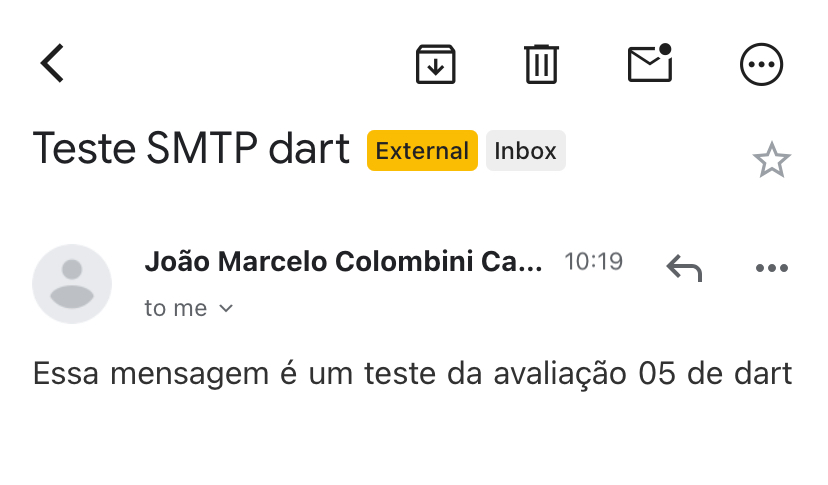 Teste SMTP dart External Inbox
João Marcelo Colombini Ca... 10:19
to me
Essa mensagem é um teste da avaliação 05 de dart